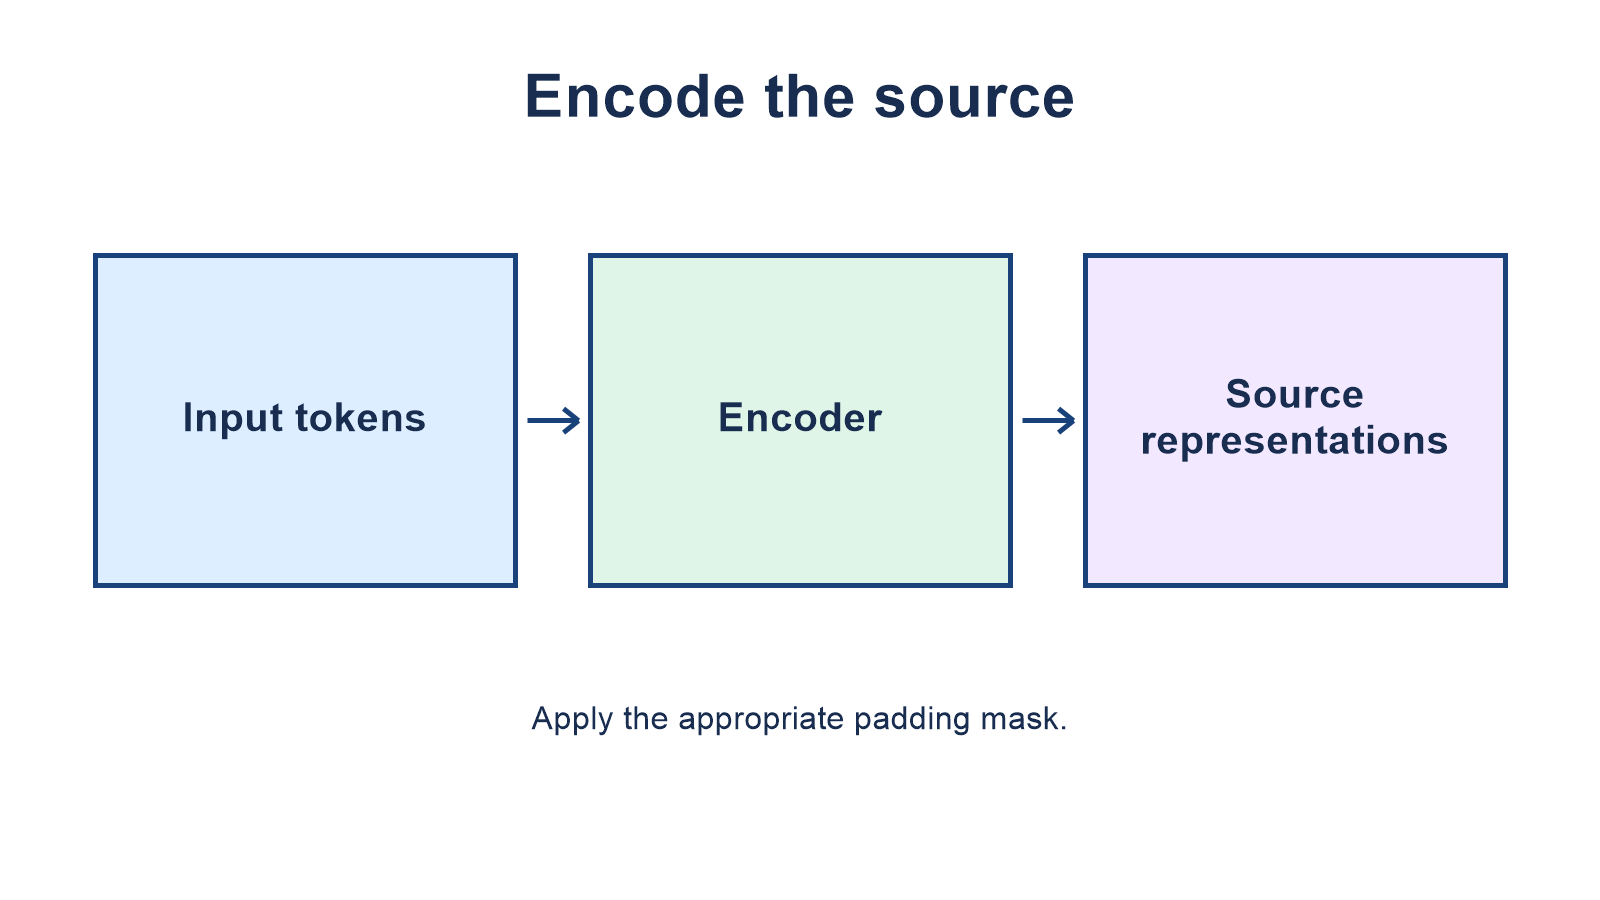 Encode the source
Input tokens
Encoder
Source
representations
Apply the appropriate padding mask.